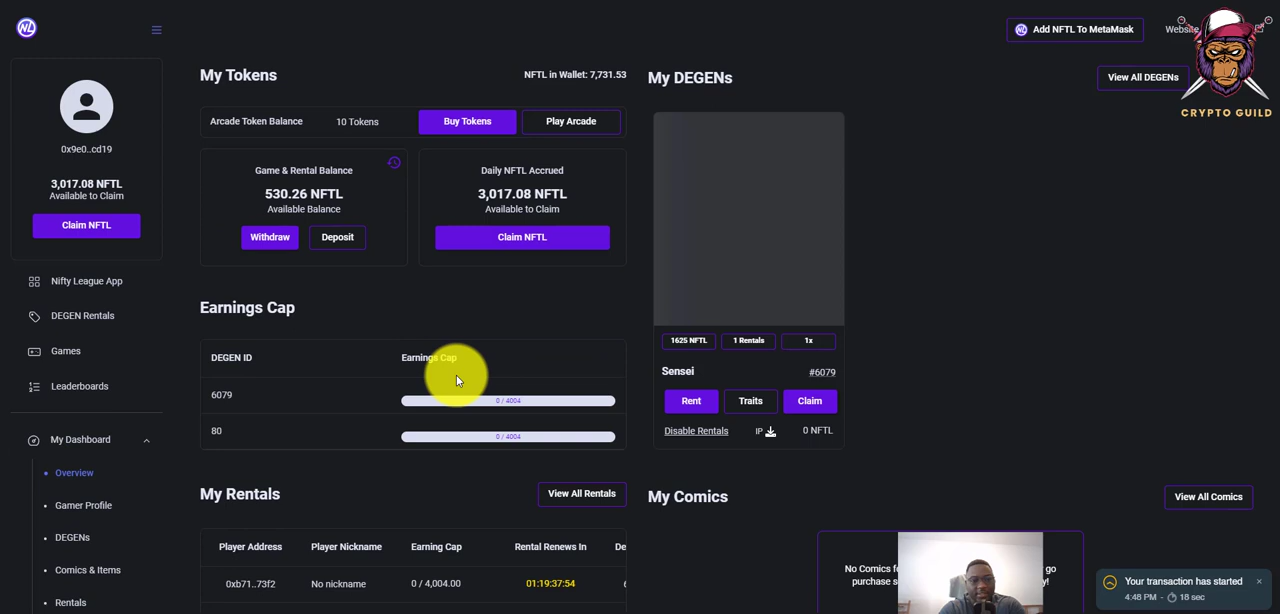 NL
Add NFTL To MetaMask
Website
CRYPTO GUILD
0x9e0..cd19
3,017.08 NFTL
Available to Claim
Claim NFTL
Nifty League App
DEGEN Rentals
Games
Leaderboards
My Dashboard
Overview
Gamer Profile
DEGENs
Comics & Items
Rentals
My Tokens
NFTL in Wallet: 7,731.53
Arcade Token Balance
10 Tokens
Buy Tokens
Play Arcade
Game & Rental Balance
530.26 NFTL
Available Balance
Withdraw
Deposit
Daily NFTL Accrued
3,017.08 NFTL
Available to Claim
Claim NFTL
Earnings Cap
DEGEN ID
Earnings Cap
6079
0 / 4004
80
0 / 4004
My Rentals
View All Rentals
Player Address
Player Nickname
Earning Cap
Rental Renews In
De
0xb71..73f2
No nickname
0 / 4,004.00
01:19:37:54
My DEGENs
View All DEGENs
1625 NFTL
1 Rentals
1x
Sensei
#6079
Rent
Traits
Claim
Disable Rentals
IP
0 NFTL
My Comics
View All Comics
No Comics f
go
purchase s
y!
Your transaction has started
4:48 PM - 18 sec